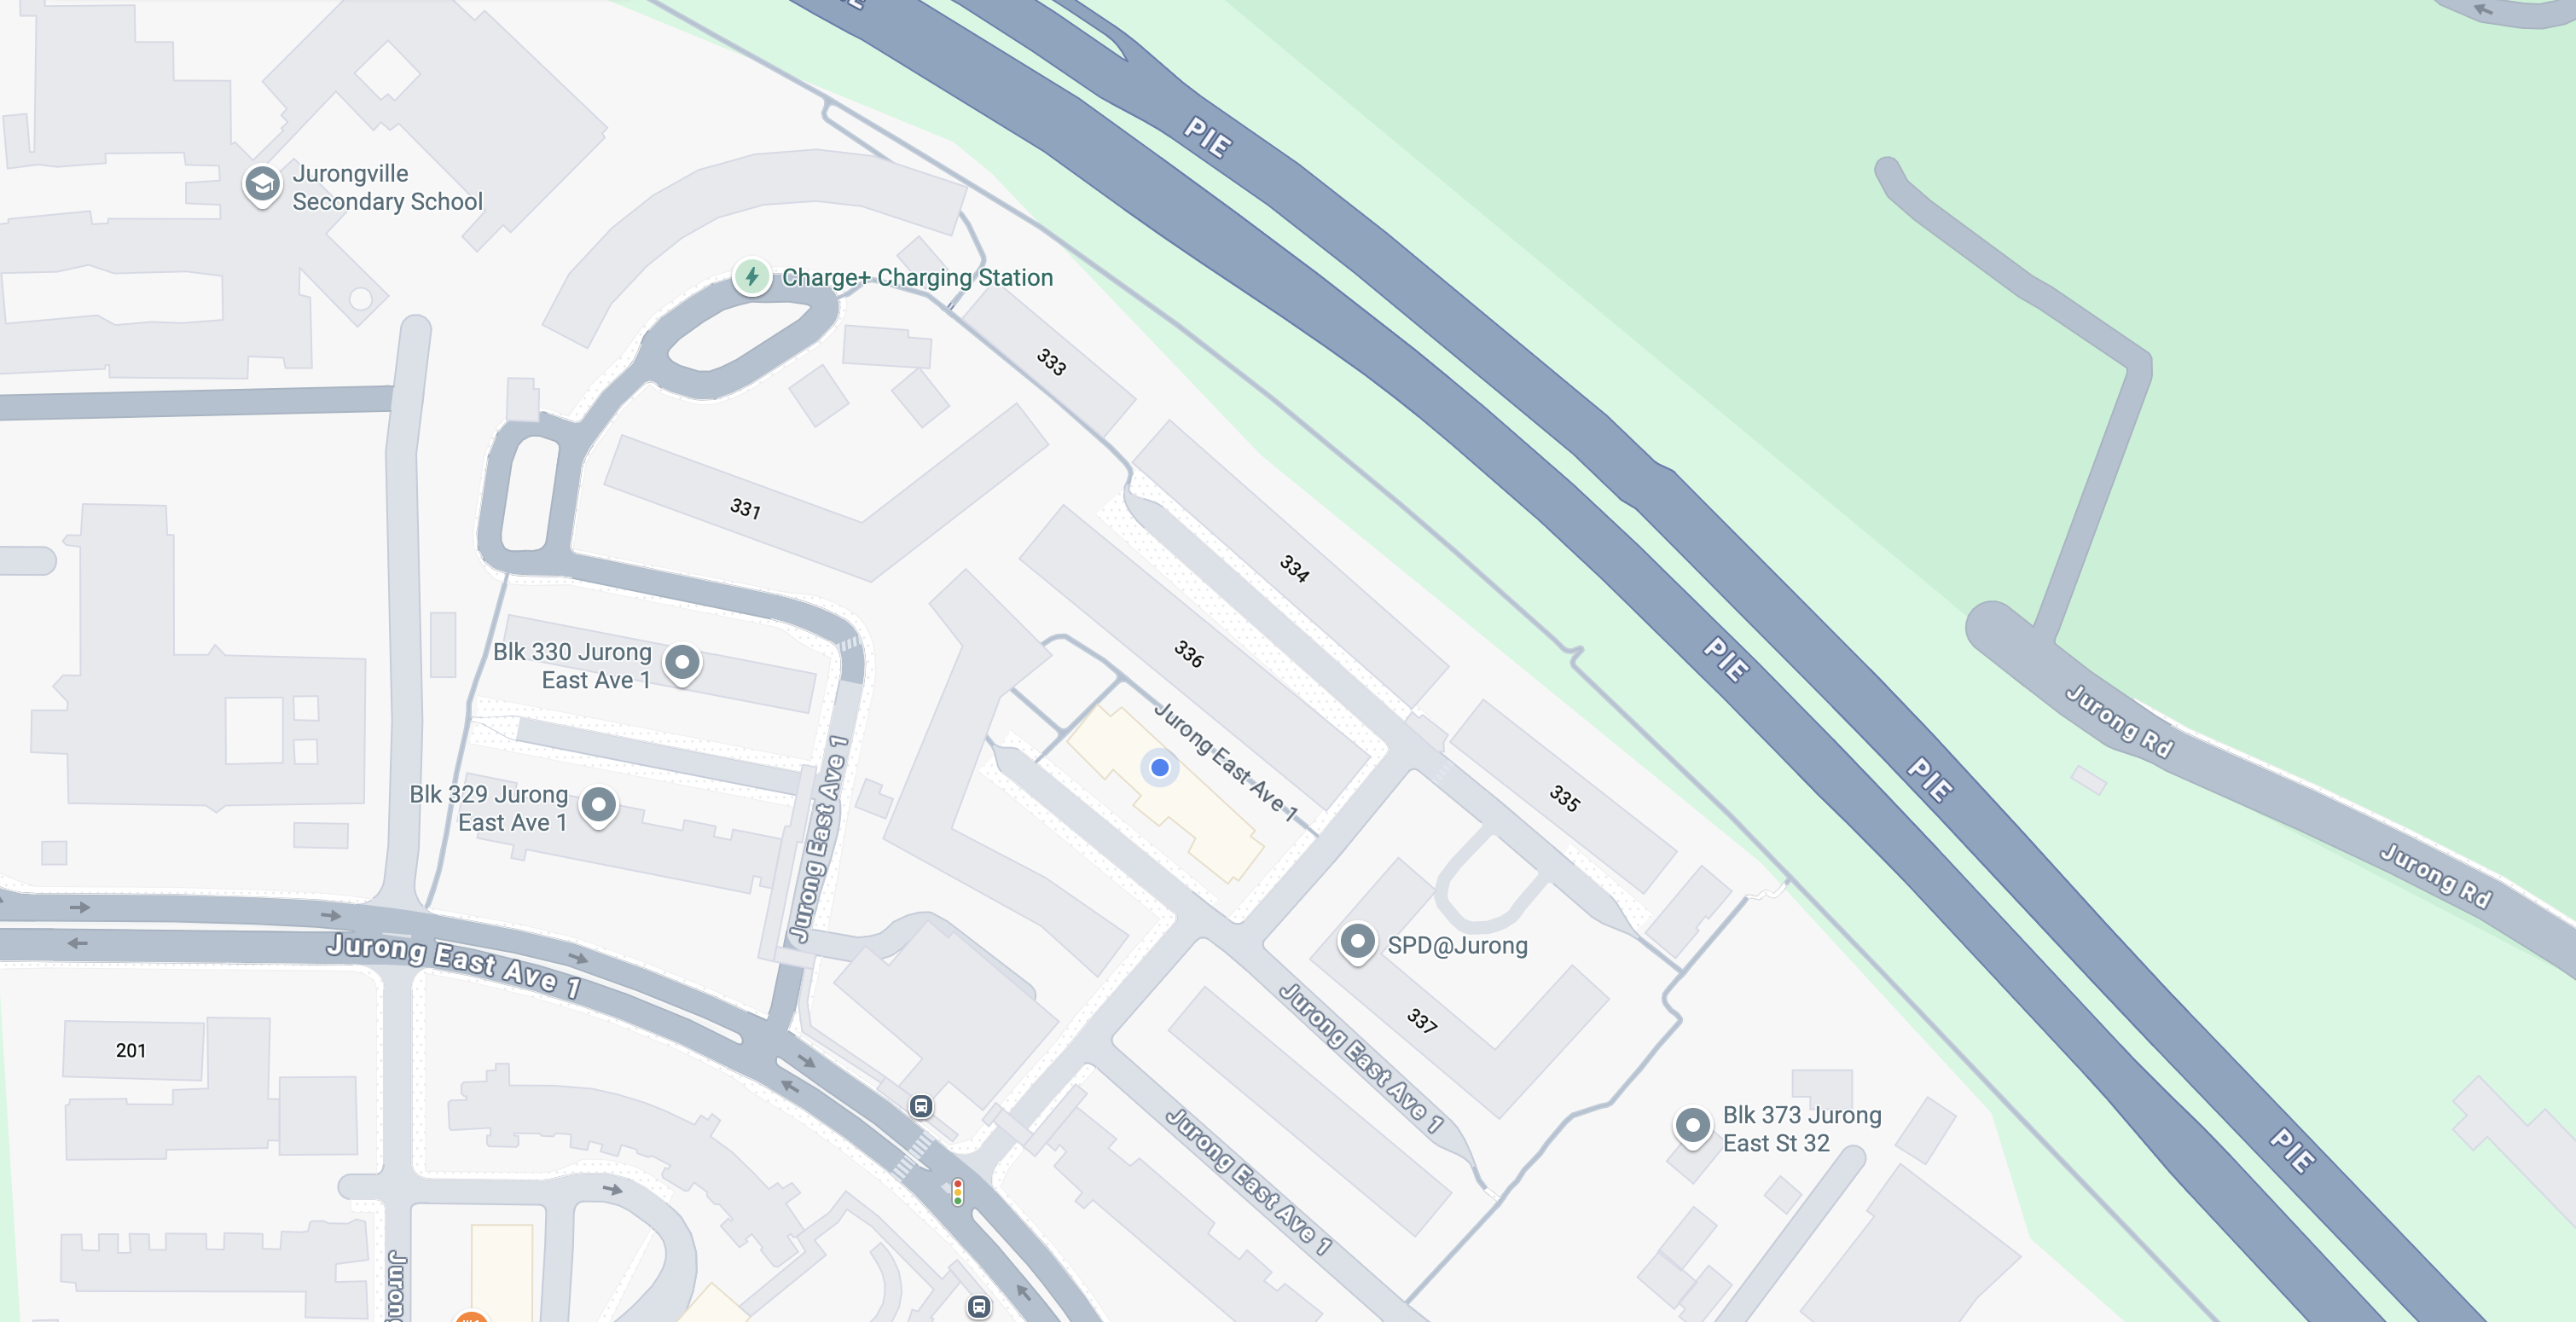 PIE
Jurongville
Secondary School
Charge+ Charging Station
333
331
334
336
Blk 330 Jurong
East Ave 1
PIE
Jurong Rd
Jurong East Ave 1
PIE
Jurong East Ave 1
Blk 329 Jurong
East Ave 1
335
Jurong Rd
SPD@Jurong
Jurong East Ave 1
337
Jurong East Ave 1
201
Blk 373 Jurong
East St 32
PIE
Jurong East Ave 1